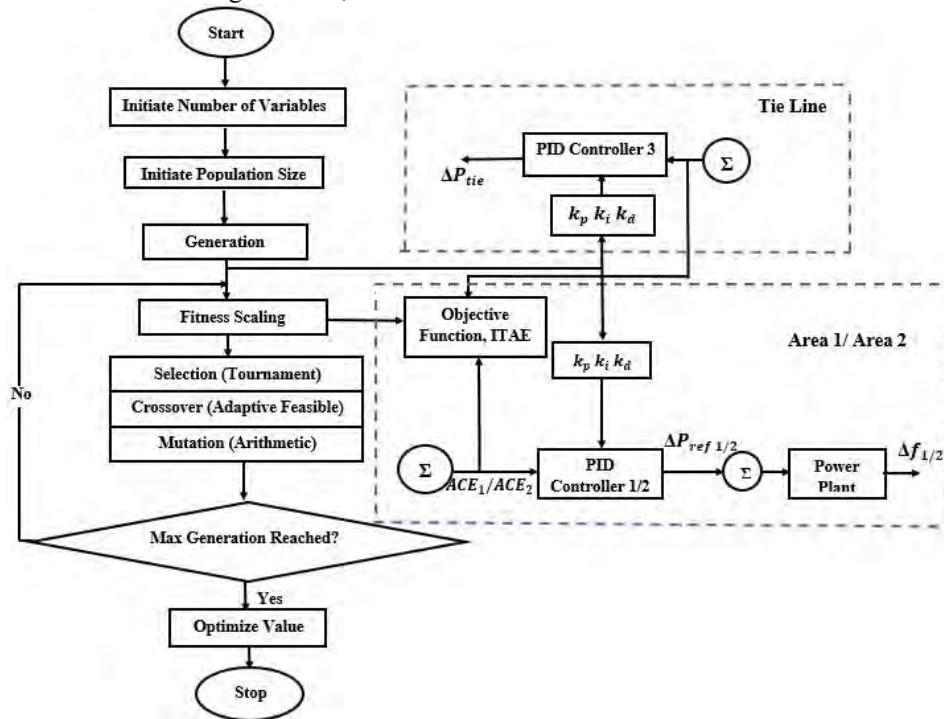 Start
Initiate Number of Variables
Initiate Population Size
Generation
Fitness Scaling
Selection (Tournament)
Crossover (Adaptive Feasible)
Mutation (Arithmetic)
No
Max Generation Reached?
Yes
Optimize Value
Stop
Tie Line
PID Controller 3
Σ
ΔP_tie
k_p k_i k_d
Objective
Function, ITAE
Area 1/ Area 2
k_p k_i k_d
Σ
ACE_1/ACE_2
PID
Controller 1/2
ΔP_ref 1/2
Σ
Power
Plant
Δf_1/2